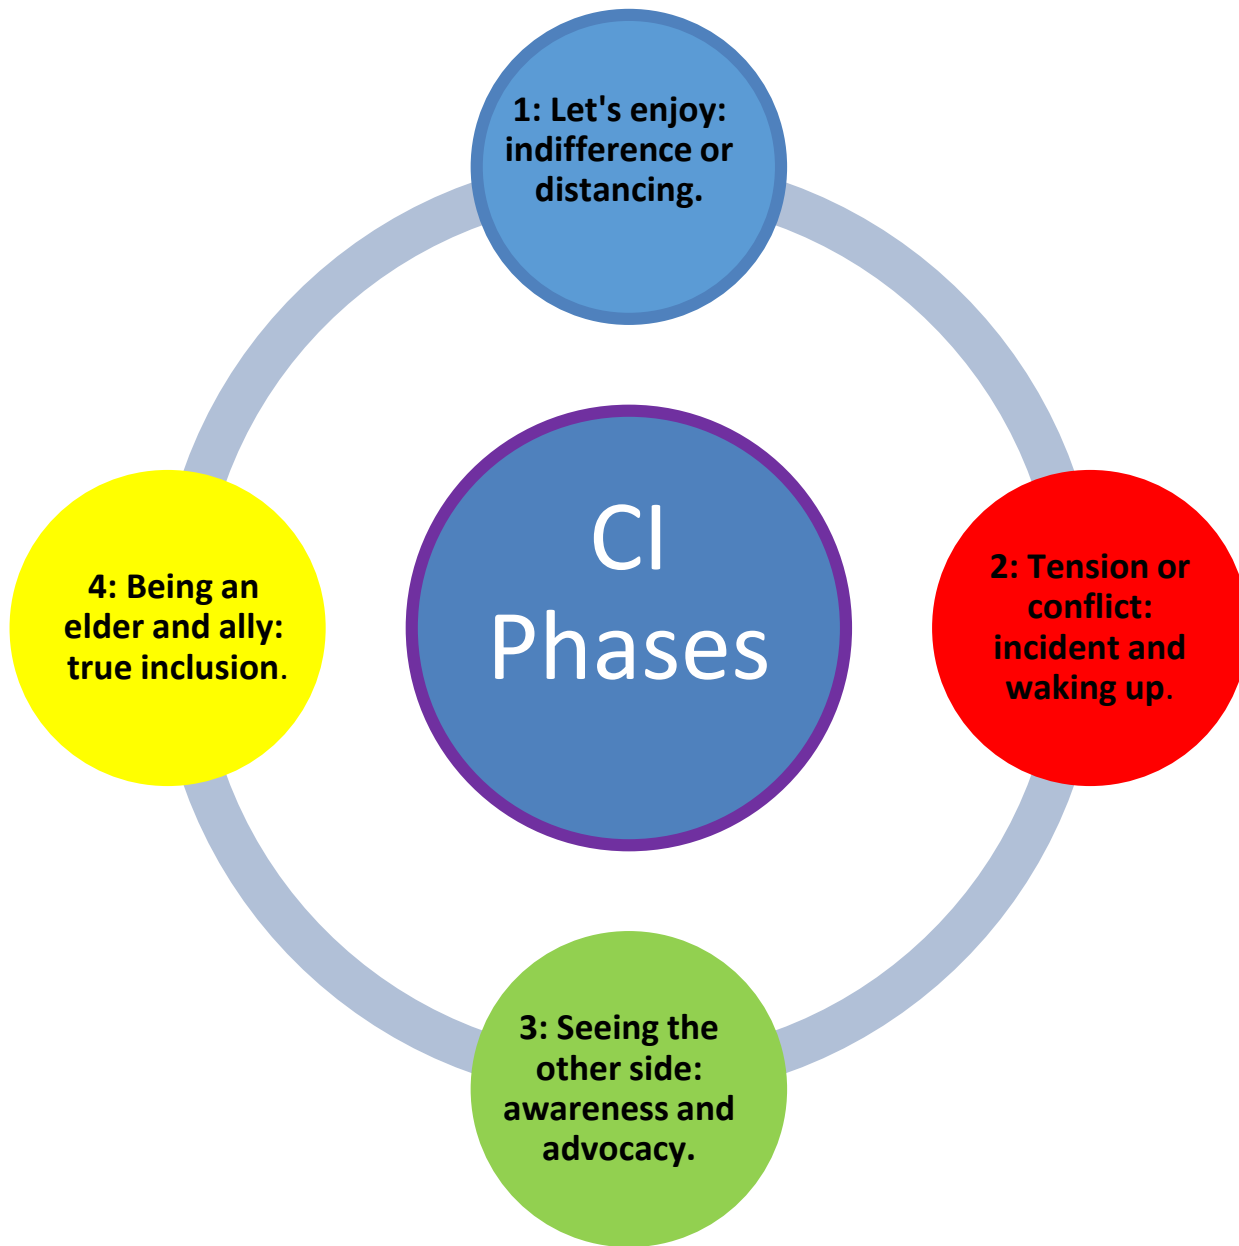 1: Let's enjoy:
indifference or
distancing.
CI
Phases
2: Tension or
conflict:
incident and
waking up.
3: Seeing the
other side:
awareness and
advocacy.
4: Being an
elder and ally:
true inclusion.